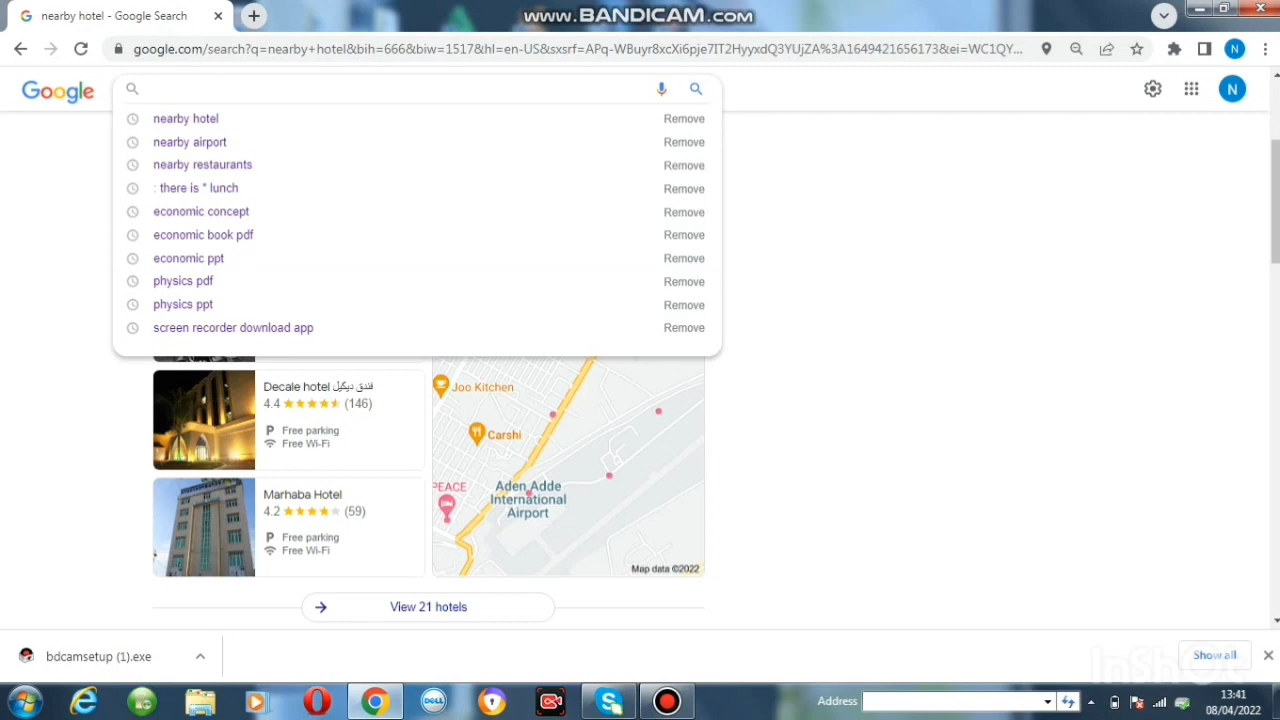 nearby hotel - Google Search
WWW.BANDICAM.COM
google.com/search?q=nearby+hotel&bih=666&biw=1517&hl=en-US&sxsrf=APq-WBuyr8xcXi6pje7IT2HyyxdQ3YUjZA%3A1649421656173&ei=WC1QY...
N
Google
N
nearby hotel Remove
nearby airport Remove
nearby restaurants Remove
: there is * lunch Remove
economic concept Remove
economic book pdf Remove
economic ppt Remove
physics pdf Remove
physics ppt Remove
screen recorder download app Remove
Decale hotel فندق ديكيل
4.4 (146)
P Free parking
Free Wi-Fi
Marhaba Hotel
4.2 (59)
P Free parking
Free Wi-Fi
Joo Kitchen
Carshi
PEACE
Aden Adde
International
Airport
Map data ©2022
View 21 hotels
bdcamsetup (1).exe
Show all
InShOt
DELL
Address
13:41
08/04/2022